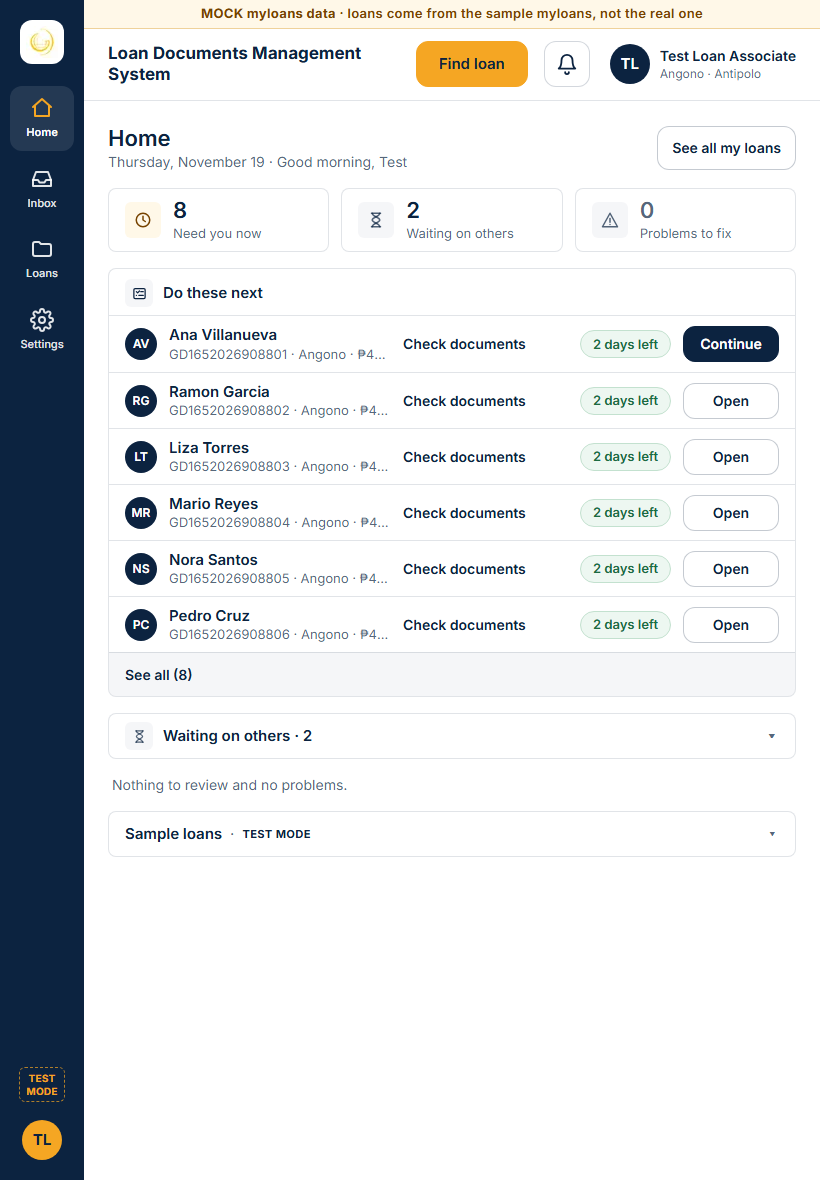 MOCK myloans data · loans come from the sample myloans, not the real one
Loan Documents Management
System
Find loan
TL
Test Loan Associate
Angono · Antipolo
Home
Inbox
Loans
Settings
TEST
MODE
TL
Home
Thursday, November 19 · Good morning, Test
See all my loans
8
Need you now
2
Waiting on others
0
Problems to fix
Do these next
AV
Ana Villanueva
GD1652026908801 · Angono · ₱4...
Check documents
2 days left
Continue
RG
Ramon Garcia
GD1652026908802 · Angono · ₱4...
Check documents
2 days left
Open
LT
Liza Torres
GD1652026908803 · Angono · ₱4...
Check documents
2 days left
Open
MR
Mario Reyes
GD1652026908804 · Angono · ₱4...
Check documents
2 days left
Open
NS
Nora Santos
GD1652026908805 · Angono · ₱4...
Check documents
2 days left
Open
PC
Pedro Cruz
GD1652026908806 · Angono · ₱4...
Check documents
2 days left
Open
See all (8)
Waiting on others · 2
Nothing to review and no problems.
Sample loans · TEST MODE